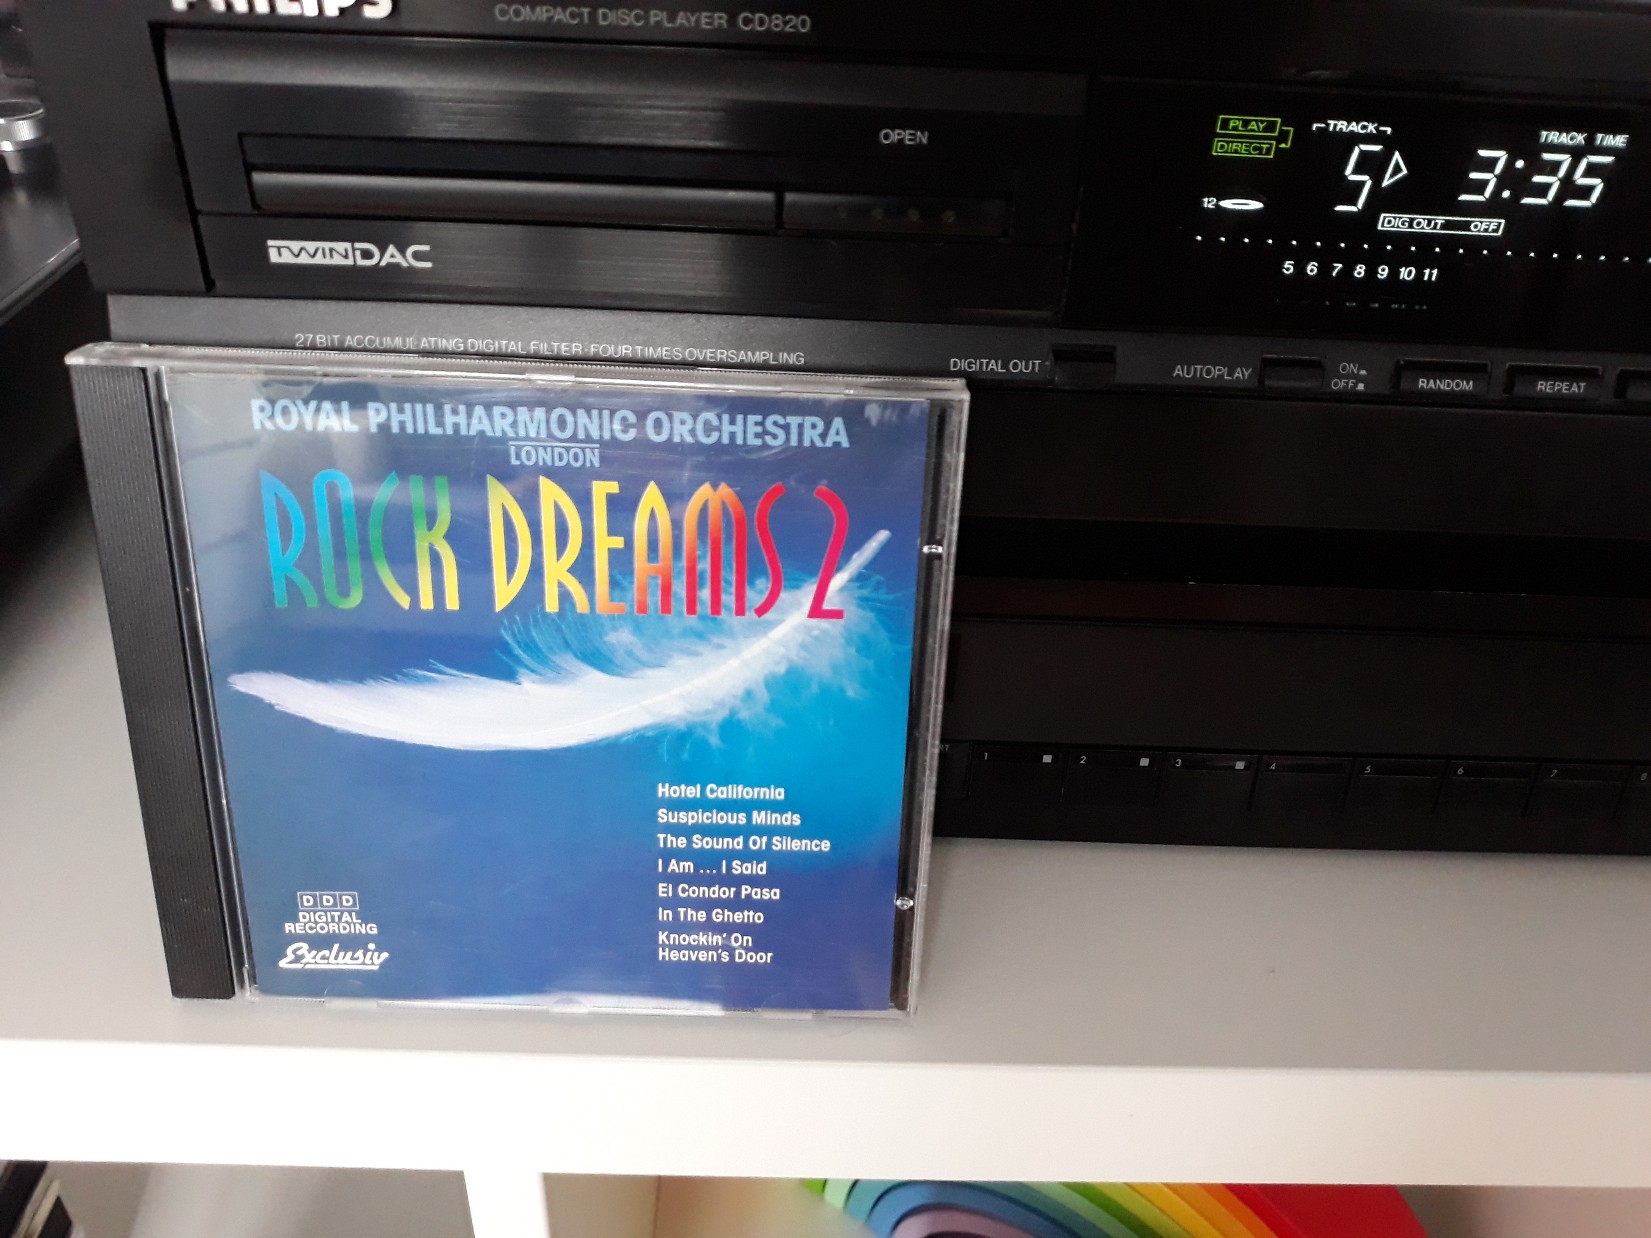 PHILIPS
COMPACT DISC PLAYER CD820
OPEN
PLAY
DIRECT
TRACK
TRACK TIME
5 3:35
12
DIG OUT OFF
5 6 7 8 9 10 11
TWIN DAC
27 BIT ACCUMULATING DIGITAL FILTER·FOUR TIMES OVERSAMPLING
DIGITAL OUT
AUTOPLAY
ON
OFF
RANDOM
REPEAT
ROYAL PHILHARMONIC ORCHESTRA
LONDON
ROCK DREAMS 2
Hotel California
Suspicious Minds
The Sound Of Silence
I Am ... I Said
El Condor Pasa
In The Ghetto
Knockin' On
Heaven's Door
DDD
DIGITAL
RECORDING
Exclusiv
1 2 3 4 5 6 7 8